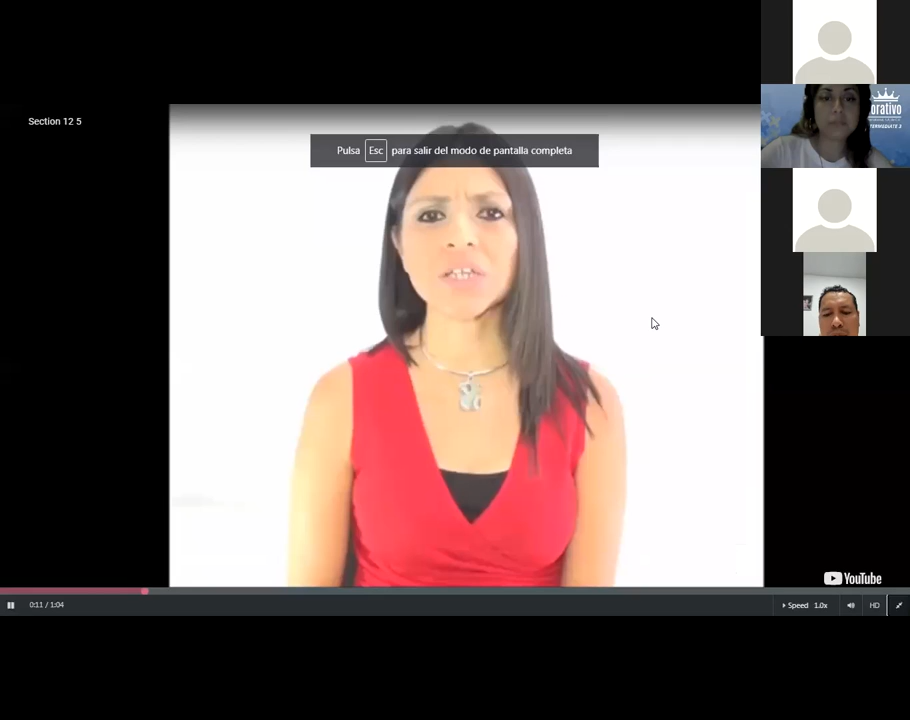 Section 12 5
Pulsa Esc para salir del modo de pantalla completa
orativo
YouTube
0:11 / 1:04
Speed 1.0x
HD